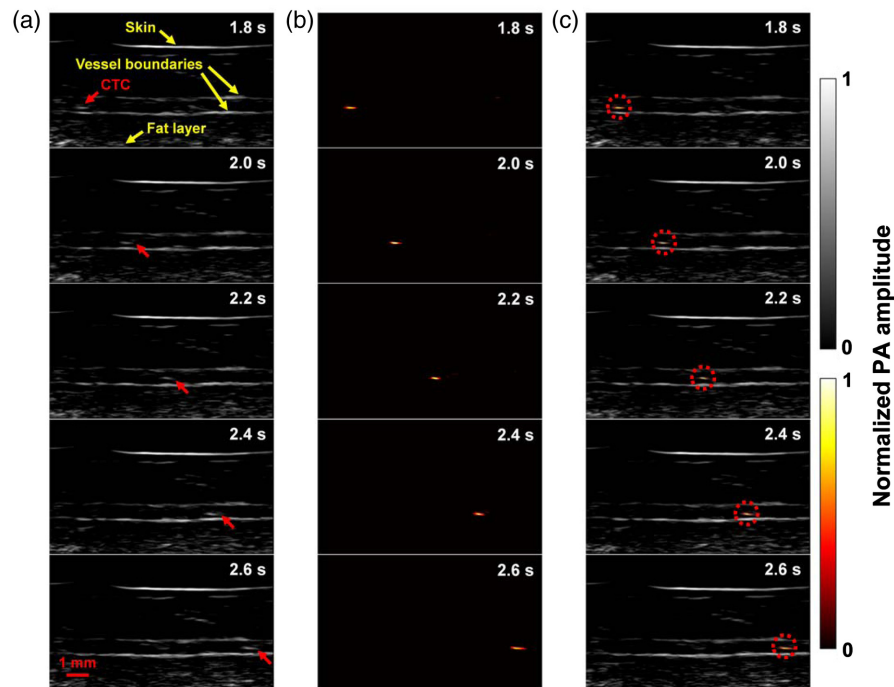 (a)
(b)
(c)
Skin
1.8 s
Vessel boundaries
CTC
Fat layer
2.0 s
2.2 s
2.4 s
2.6 s
1 mm
1.8 s
2.0 s
2.2 s
2.4 s
2.6 s
1.8 s
2.0 s
2.2 s
2.4 s
2.6 s
1
0
1
0
Normalized PA amplitude